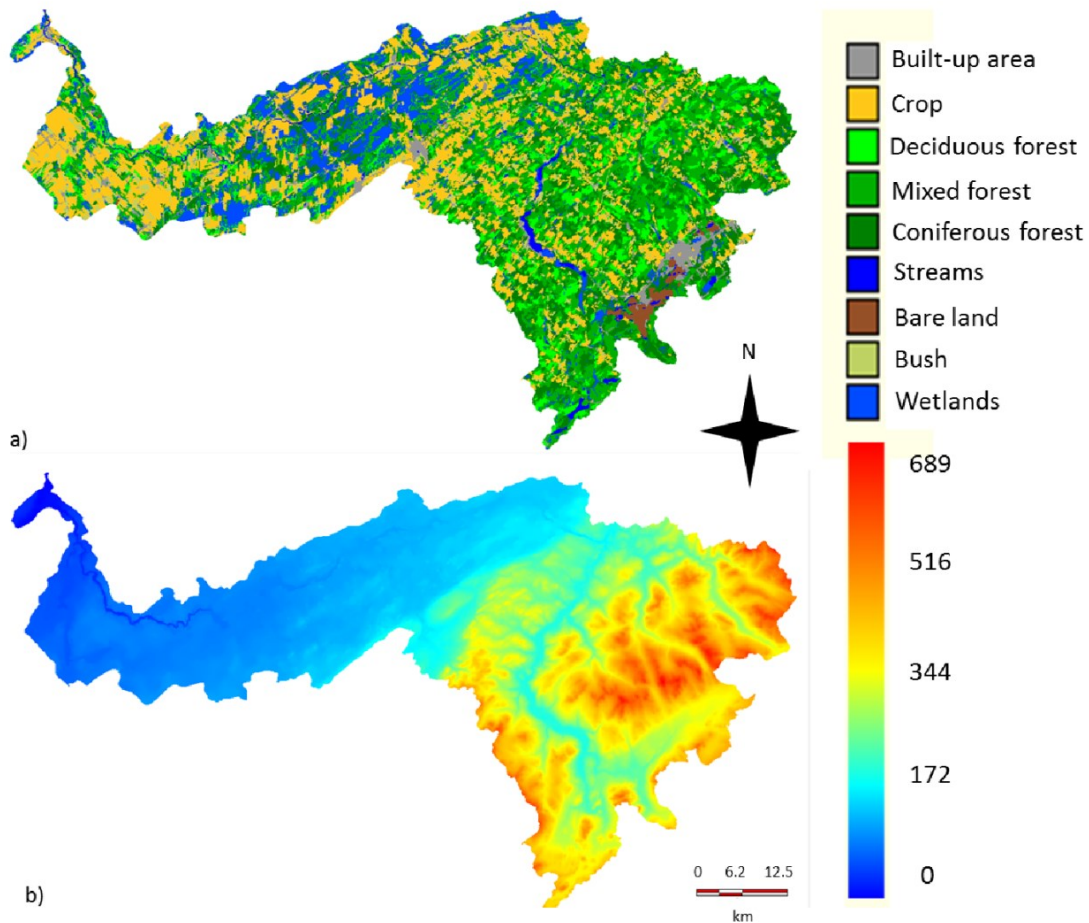 Built-up area
Crop
Deciduous forest
Mixed forest
Coniferous forest
Streams
Bare land
Bush
Wetlands
N
a)
689
516
344
172
0
0 6.2 12.5
km
b)